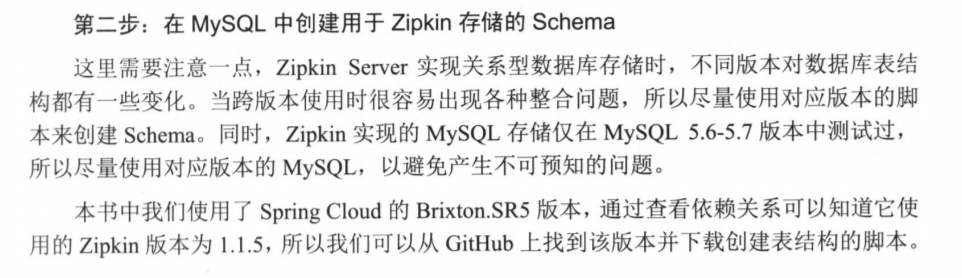 第二步：在 MySQL 中创建用于 Zipkin 存储的 Schema
这里需要注意一点，Zipkin Server 实现关系型数据库存储时，不同版本对数据库表结
构都有一些变化。当跨版本使用时很容易出现各种整合问题，所以尽量使用对应版本的脚
本来创建 Schema。同时，Zipkin 实现的 MySQL 存储仅在 MySQL 5.6-5.7 版本中测试过，
所以尽量使用对应版本的 MySQL，以避免产生不可预知的问题。
本书中我们使用了 Spring Cloud 的 Brixton.SR5 版本，通过查看依赖关系可以知道它使
用的 Zipkin 版本为 1.1.5，所以我们可以从 GitHub 上找到该版本并下载创建表结构的脚本。